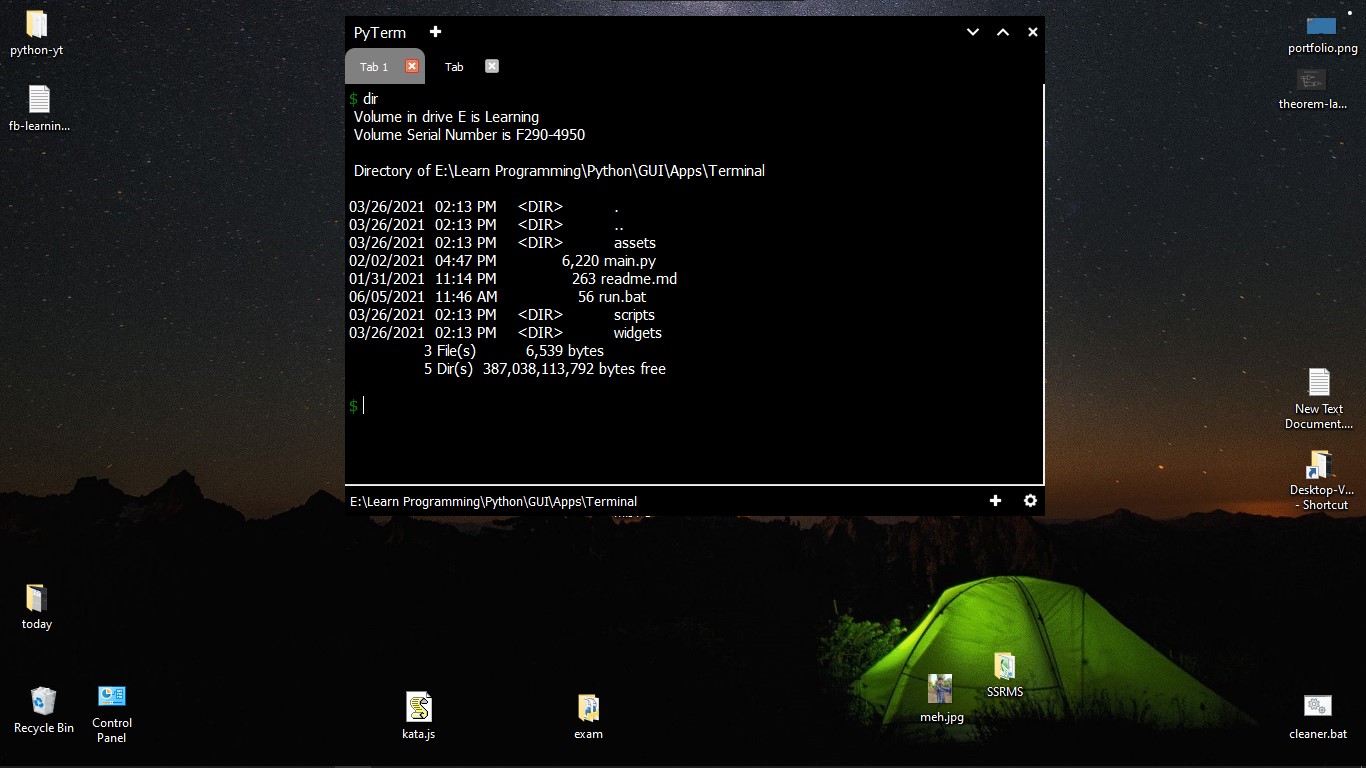 python-yt
fb-learnin...
PyTerm
Tab 1
Tab
$ dir
Volume in drive E is Learning
Volume Serial Number is F290-4950
Directory of E:\Learn Programming\Python\GUI\Apps\Terminal
03/26/2021 02:13 PM <DIR> .
03/26/2021 02:13 PM <DIR> ..
03/26/2021 02:13 PM <DIR> assets
02/02/2021 04:47 PM 6,220 main.py
01/31/2021 11:14 PM 263 readme.md
06/05/2021 11:46 AM 56 run.bat
03/26/2021 02:13 PM <DIR> scripts
03/26/2021 02:13 PM <DIR> widgets
3 File(s) 6,539 bytes
5 Dir(s) 387,038,113,792 bytes free
$
E:\Learn Programming\Python\GUI\Apps\Terminal
portfolio.png
theorem-la...
New Text
Document....
Desktop-V...
- Shortcut
today
Recycle Bin
Control
Panel
kata.js
exam
meh.jpg
SSRMS
cleaner.bat